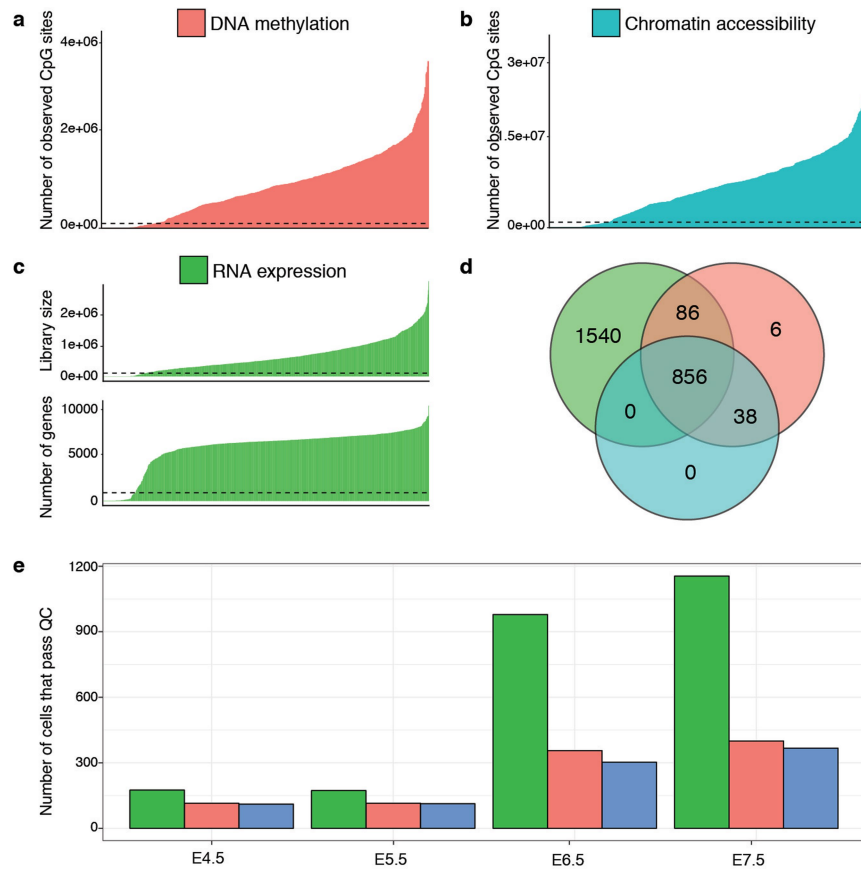 a
DNA methylation
Number of observed CpG sites
4e+06
2e+06
0e+00
b
Chromatin accessibility
Number of observed CpG sites
3e+07
1.5e+07
0e+00
c
RNA expression
Library size
2e+06
1e+06
0e+00
Number of genes
10000
5000
0
d
1540
86
6
856
0
38
0
e
Number of cells that pass QC
1200
900
600
300
0
E4.5
E5.5
E6.5
E7.5